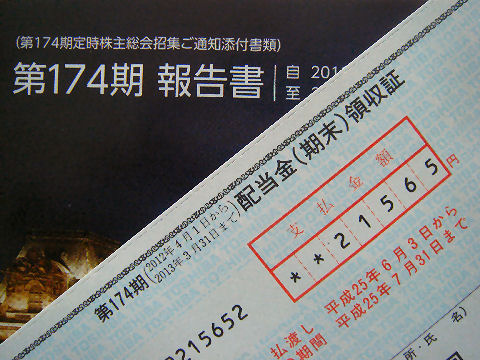 (第174期定時株主総会招集ご通知添付書類)
第174期 報告書
自 201
至 2
配当金(期末)領収証
第174期(2012年4月1日から
2013年3月31日まで)
支払金額
**21565円
215652
払渡し 平成25年6月3日から
期間 平成25年7月31日まで
所・氏名)